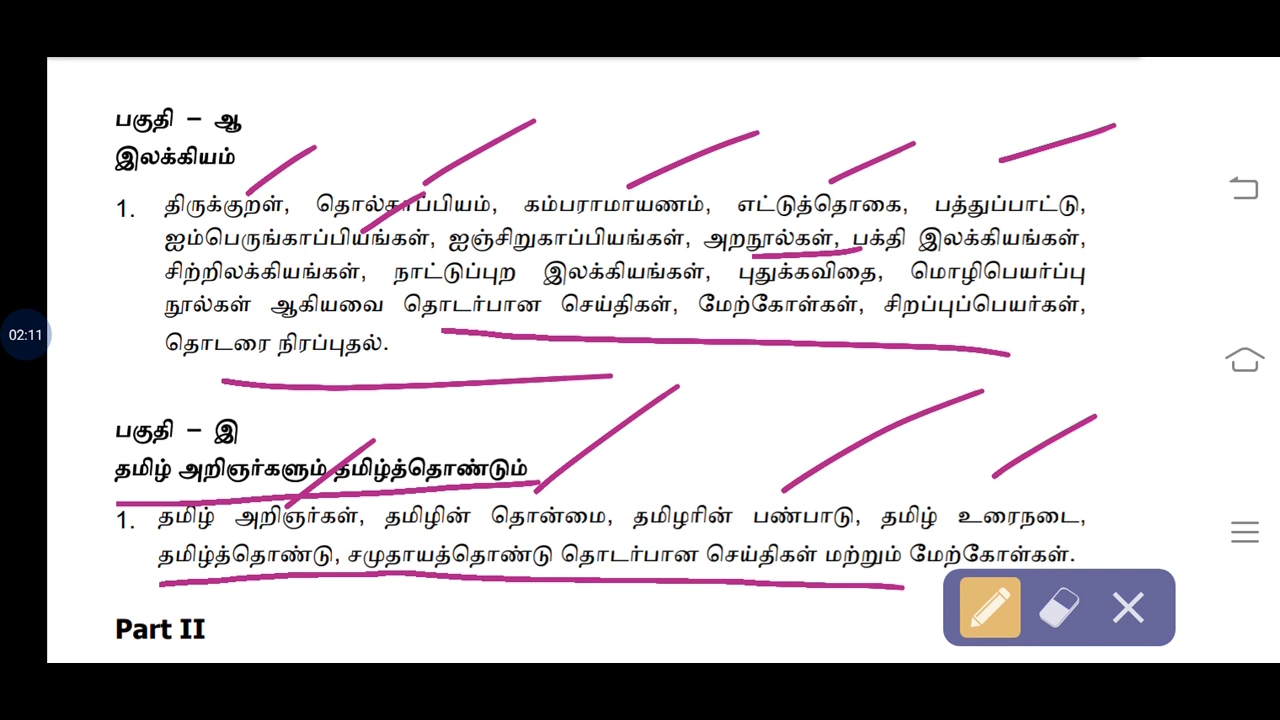 பகுதி – ஆ
இலக்கியம்
1. திருக்குறள், தொல்காப்பியம், கம்பராமாயணம், எட்டுத்தொகை, பத்துப்பாட்டு,
ஐம்பெருங்காப்பியங்கள், ஐஞ்சிறுகாப்பியங்கள், அறநூல்கள், பக்தி இலக்கியங்கள்,
சிற்றிலக்கியங்கள், நாட்டுப்புற இலக்கியங்கள், புதுக்கவிதை, மொழிபெயர்ப்பு
நூல்கள் ஆகியவை தொடர்பான செய்திகள், மேற்கோள்கள், சிறப்புப்பெயர்கள்,
02:11
தொடரை நிரப்புதல்.
பகுதி – இ
தமிழ் அறிஞர்களும் தமிழ்த்தொண்டும்
1. தமிழ் அறிஞர்கள், தமிழின் தொன்மை, தமிழரின் பண்பாடு, தமிழ் உரைநடை,
தமிழ்த்தொண்டு, சமுதாயத்தொண்டு தொடர்பான செய்திகள் மற்றும் மேற்கோள்கள்.
Part II